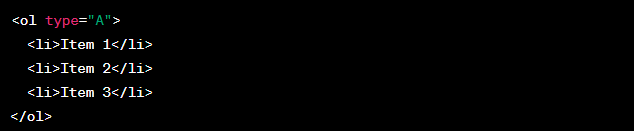 <ol type="A">
  <li>Item 1</li>
  <li>Item 2</li>
  <li>Item 3</li>
</ol>